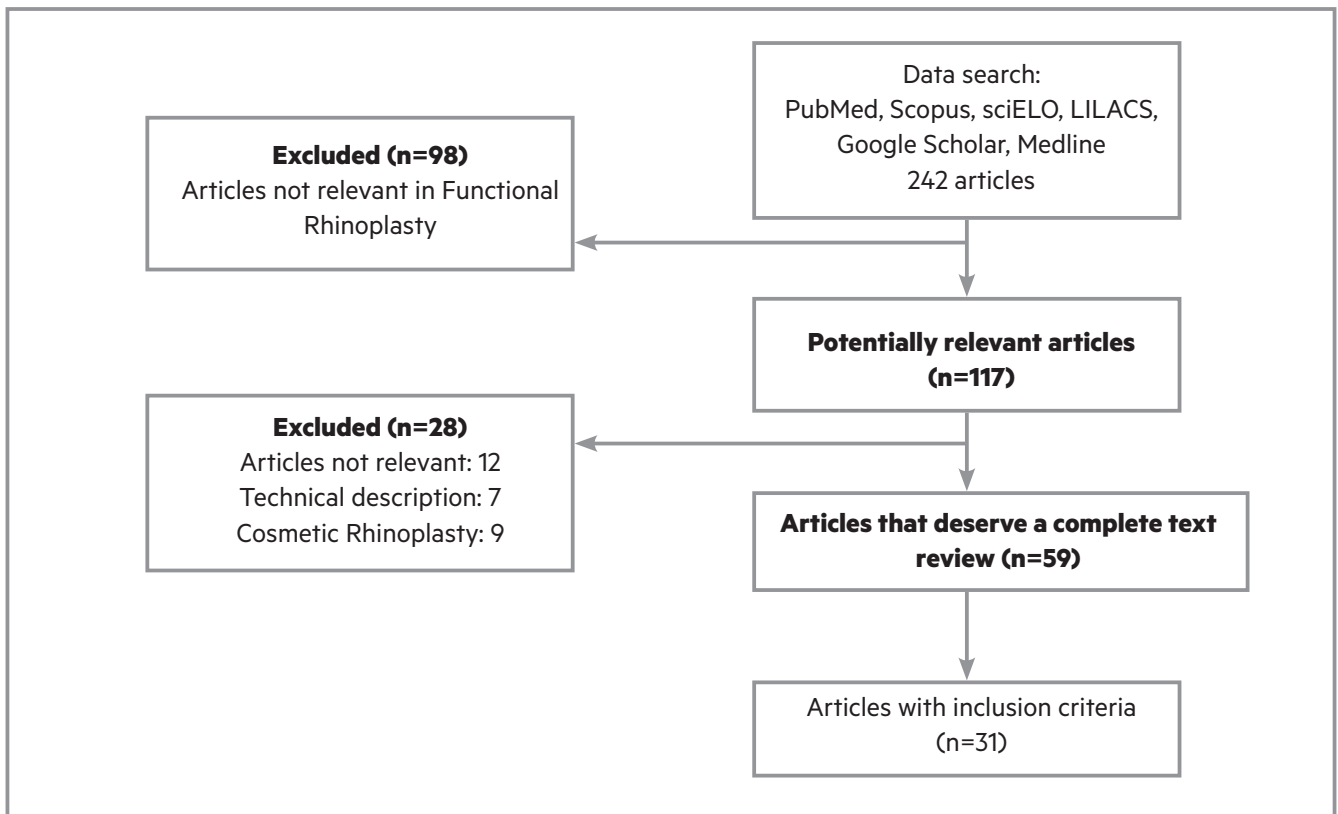 Data search:
PubMed, Scopus, sciELO, LILACS,
Google Scholar, Medline
242 articles
Excluded (n=98)
Articles not relevant in Functional
Rhinoplasty
Potentially relevant articles
(n=117)
Excluded (n=28)
Articles not relevant: 12
Technical description: 7
Cosmetic Rhinoplasty: 9
Articles that deserve a complete text
review (n=59)
Articles with inclusion criteria
(n=31)